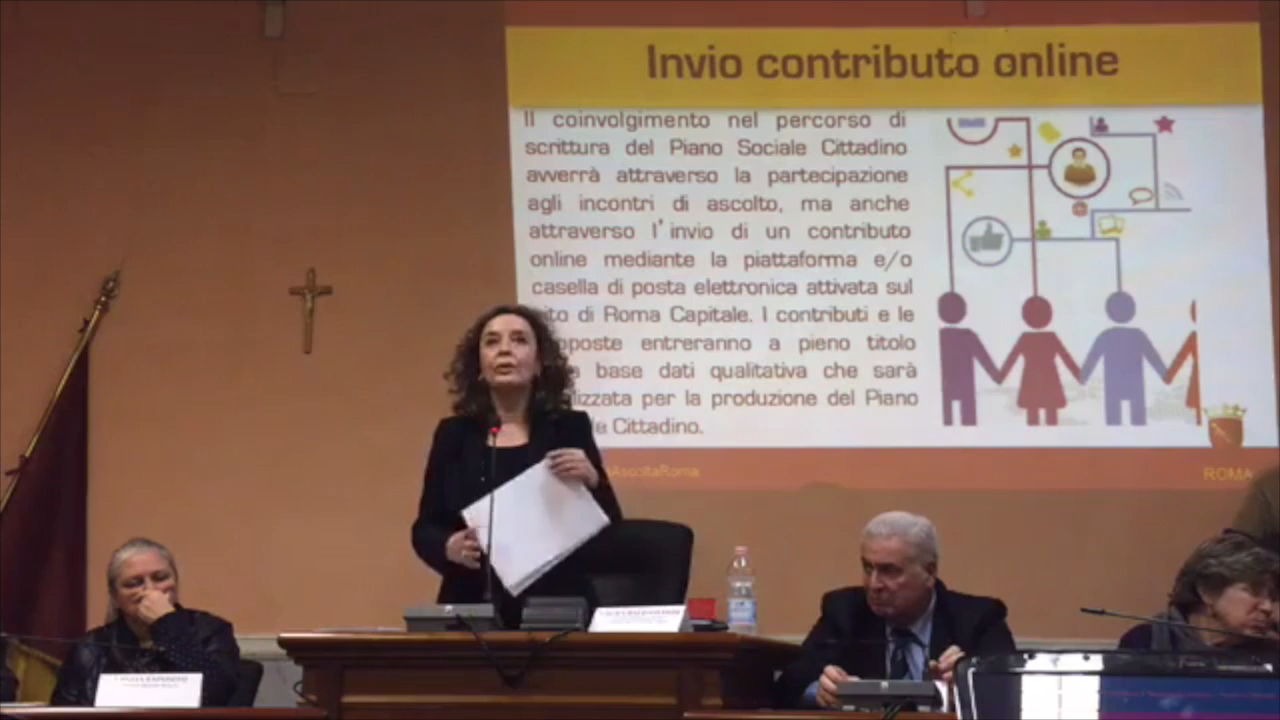 Invio contributo online
Il coinvolgimento nel percorso di
scrittura del Piano Sociale Cittadino
avverrà attraverso la partecipazione
agli incontri di ascolto, ma anche
attraverso l'invio di un contributo
online mediante la piattaforma e/o
casella di posta elettronica attivata sul
di Roma Capitale. I contributi e le
entreranno a pieno titolo
base dati qualitativa che sarà
per la produzione del Piano
Cittadino.
AscoltaRoma
ROMA